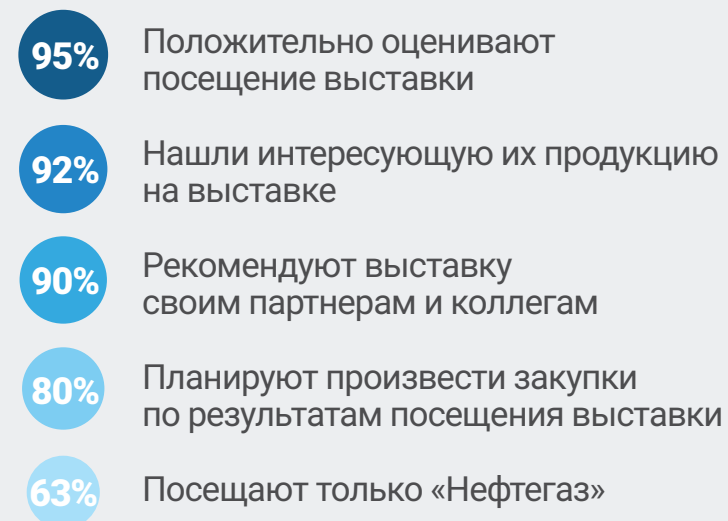 95%
Положительно оценивают
посещение выставки
92%
Нашли интересующую их продукцию
на выставке
90%
Рекомендуют выставку
своим партнерам и коллегам
80%
Планируют произвести закупки
по результатам посещения выставки
63%
Посещают только «Нефтегаз»